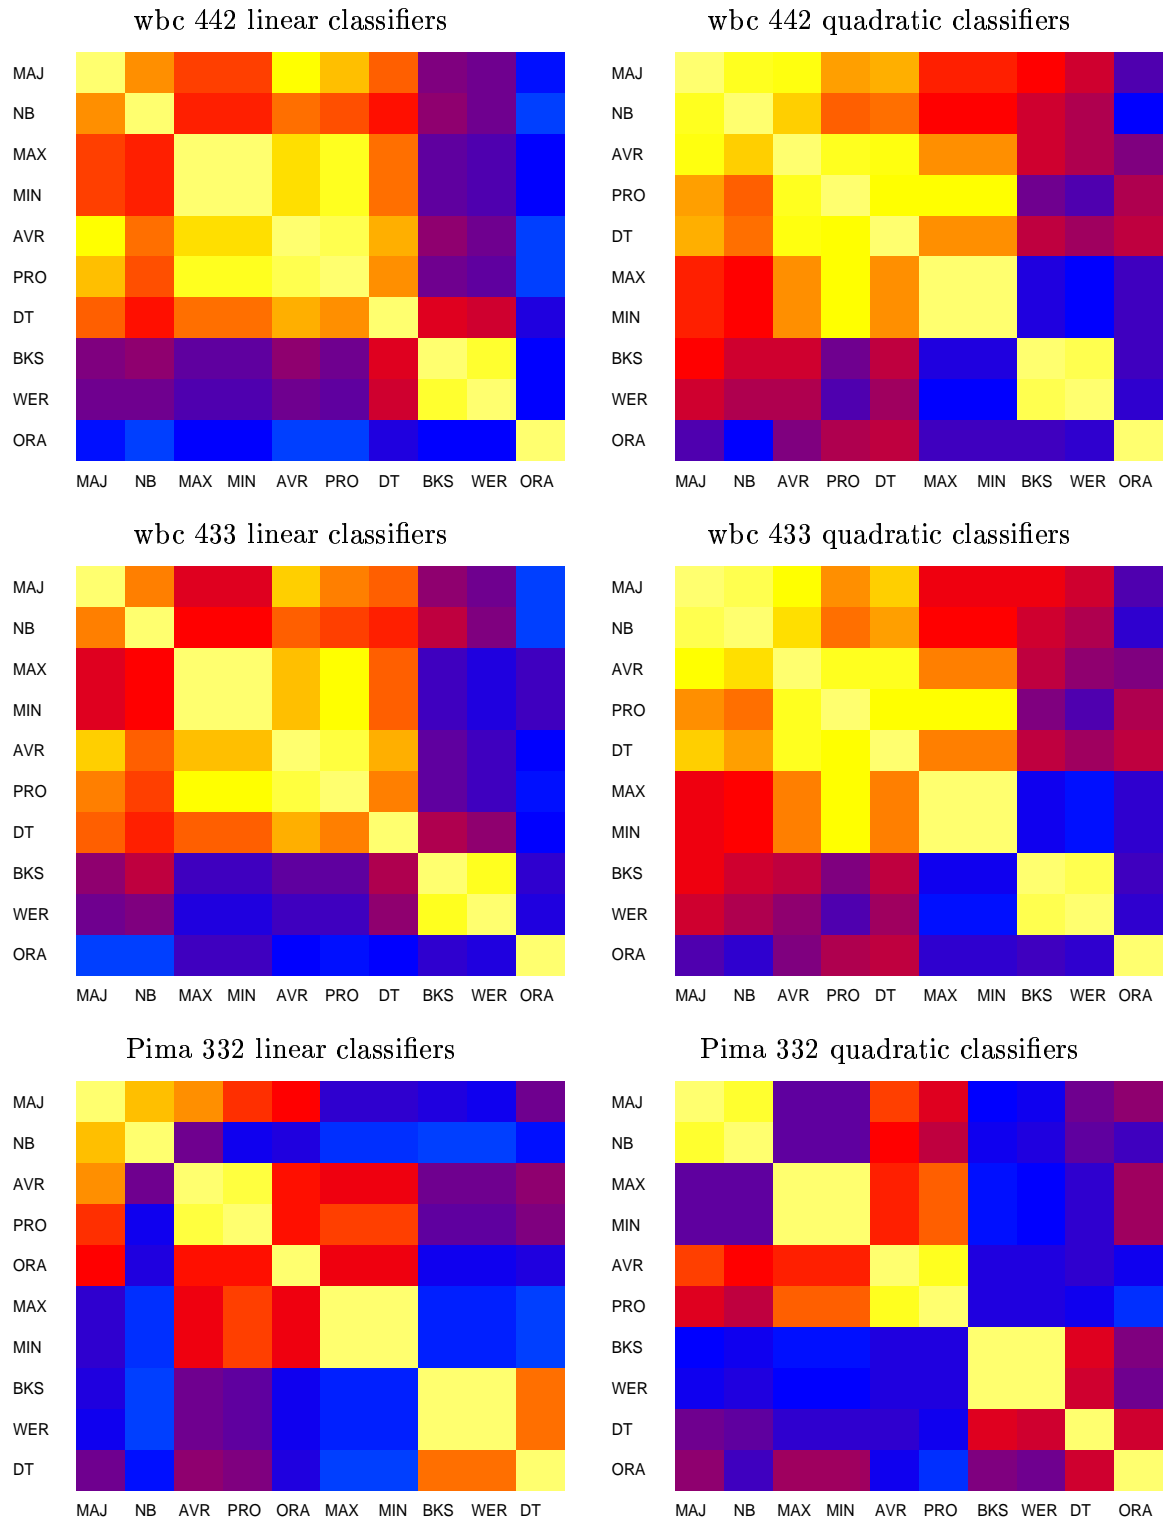 wbc 442 linear classifiers
MAJ
NB
MAX
MIN
AVR
PRO
DT
BKS
WER
ORA
MAJ NB MAX MIN AVR PRO DT BKS WER ORA
wbc 442 quadratic classifiers
MAJ
NB
AVR
PRO
DT
MAX
MIN
BKS
WER
ORA
MAJ NB AVR PRO DT MAX MIN BKS WER ORA
wbc 433 linear classifiers
MAJ
NB
MAX
MIN
AVR
PRO
DT
BKS
WER
ORA
MAJ NB MAX MIN AVR PRO DT BKS WER ORA
wbc 433 quadratic classifiers
MAJ
NB
AVR
PRO
DT
MAX
MIN
BKS
WER
ORA
MAJ NB AVR PRO DT MAX MIN BKS WER ORA
Pima 332 linear classifiers
MAJ
NB
AVR
PRO
ORA
MAX
MIN
BKS
WER
DT
MAJ NB AVR PRO ORA MAX MIN BKS WER DT
Pima 332 quadratic classifiers
MAJ
NB
MAX
MIN
AVR
PRO
BKS
WER
DT
ORA
MAJ NB MAX MIN AVR PRO BKS WER DT ORA